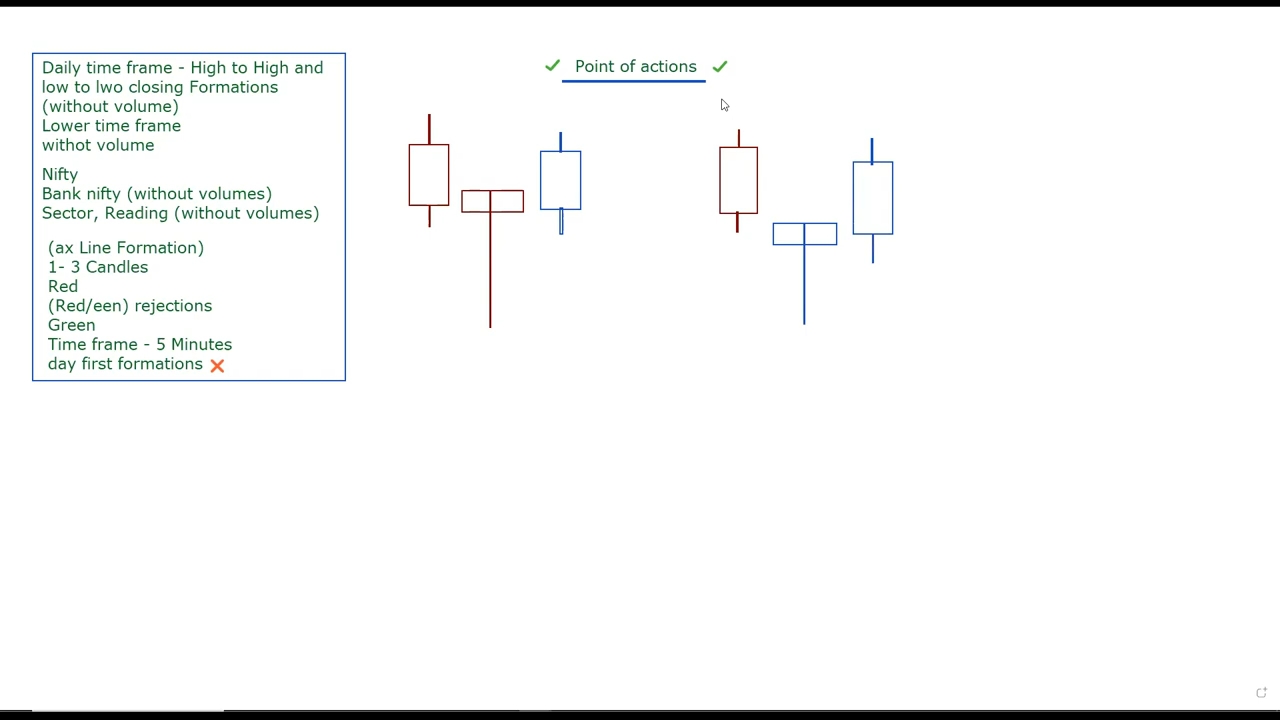 Daily time frame - High to High and
low to lwo closing Formations
(without volume)
Lower time frame
withot volume
Nifty
Bank nifty (without volumes)
Sector, Reading (without volumes)
(ax Line Formation)
1- 3 Candles
Red
(Red/een) rejections
Green
Time frame - 5 Minutes
day first formations
Point of actions